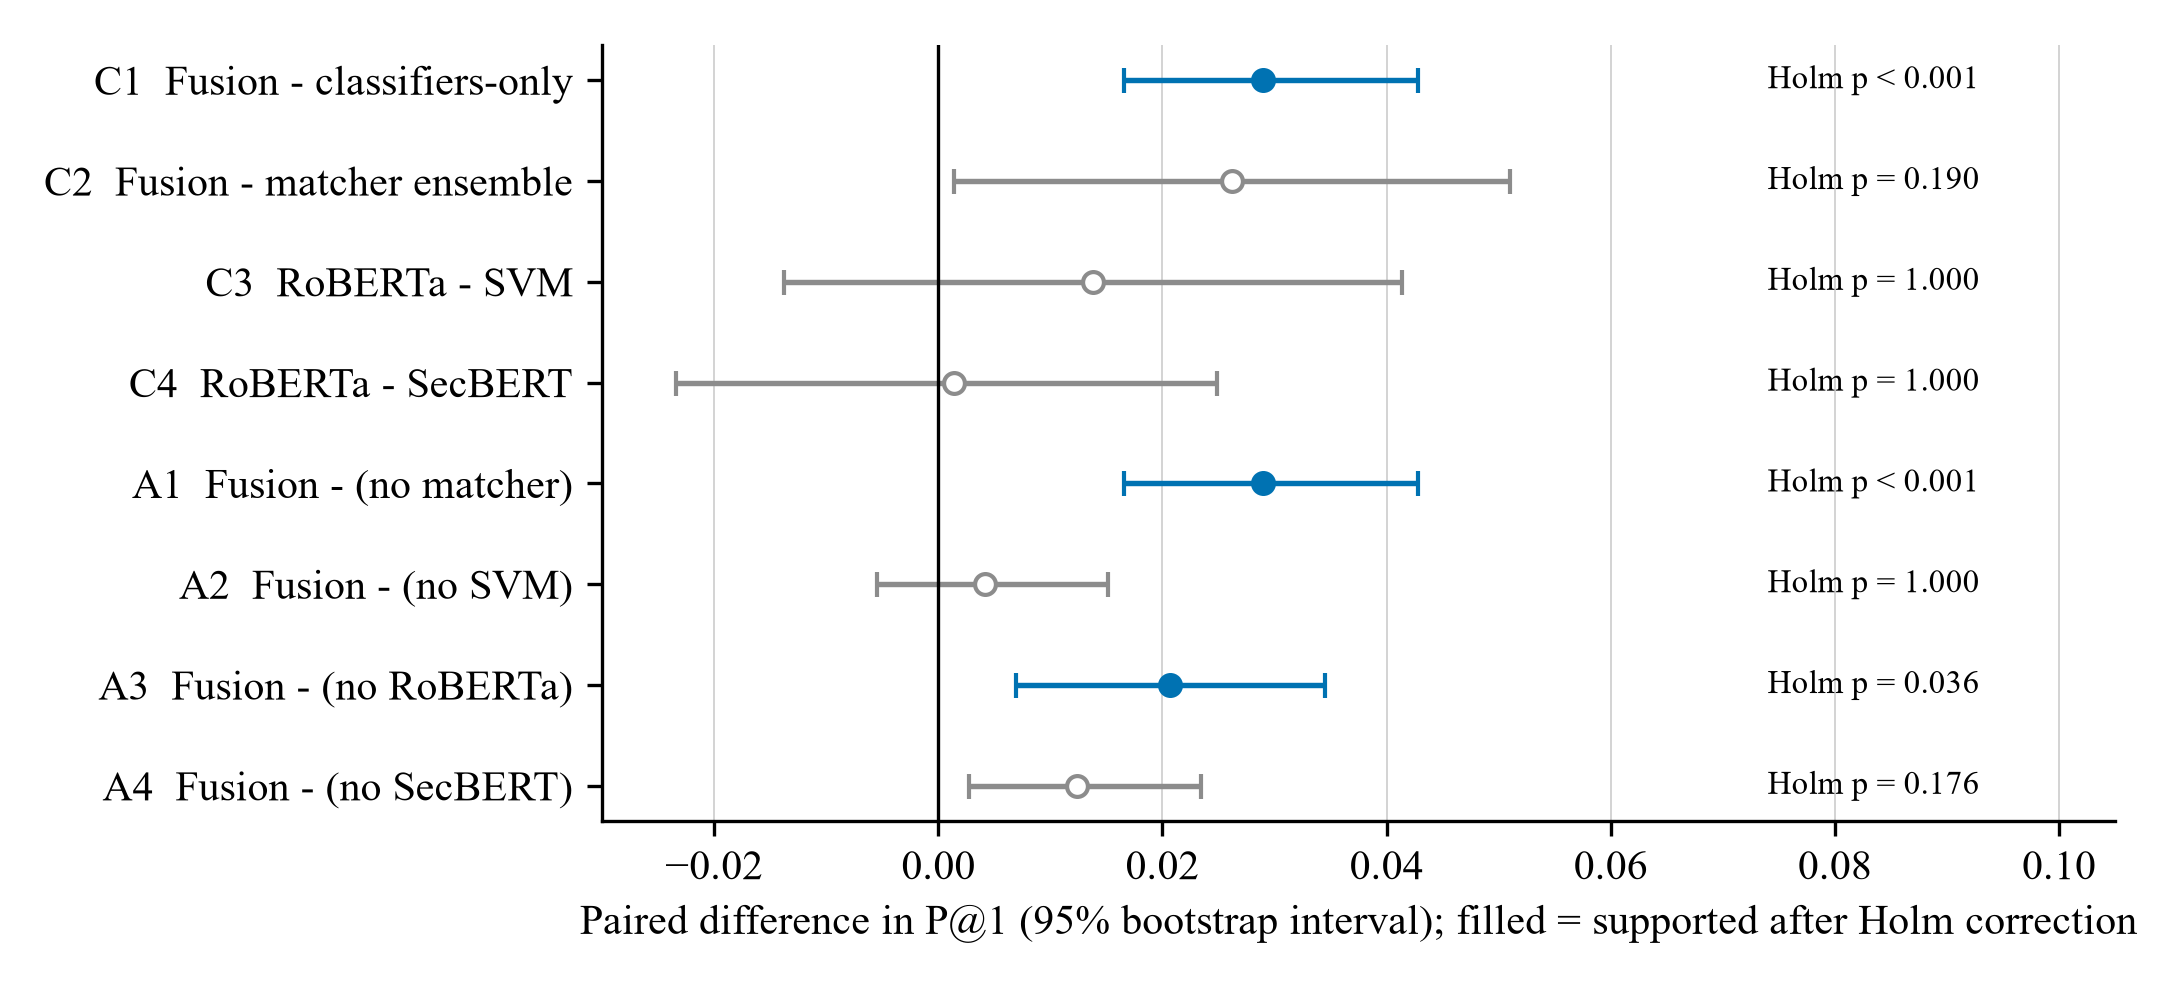 C1 Fusion - classifiers-only Holm p < 0.001
C2 Fusion - matcher ensemble Holm p = 0.190
C3 RoBERTa - SVM Holm p = 1.000
C4 RoBERTa - SecBERT Holm p = 1.000
A1 Fusion - (no matcher) Holm p < 0.001
A2 Fusion - (no SVM) Holm p = 1.000
A3 Fusion - (no RoBERTa) Holm p = 0.036
A4 Fusion - (no SecBERT) Holm p = 0.176
−0.02 0.00 0.02 0.04 0.06 0.08 0.10
Paired difference in P@1 (95% bootstrap interval); filled = supported after Holm correction